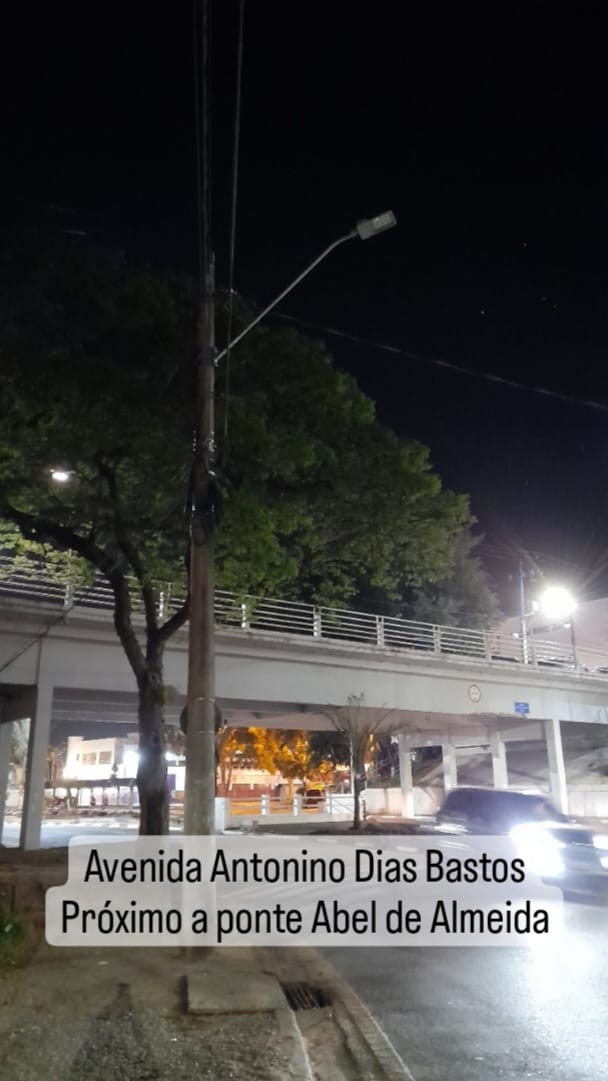 Avenida Antonino Dias Bastos
Próximo a ponte Abel de Almeida